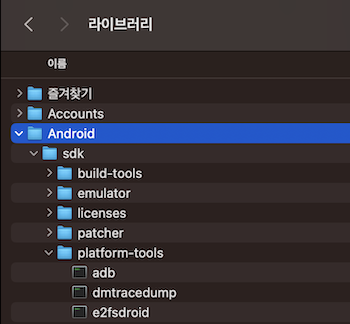 라이브러리
이름
즐겨찾기
Accounts
Android
sdk
build-tools
emulator
licenses
patcher
platform-tools
adb
dmtracedump
e2fsdroid